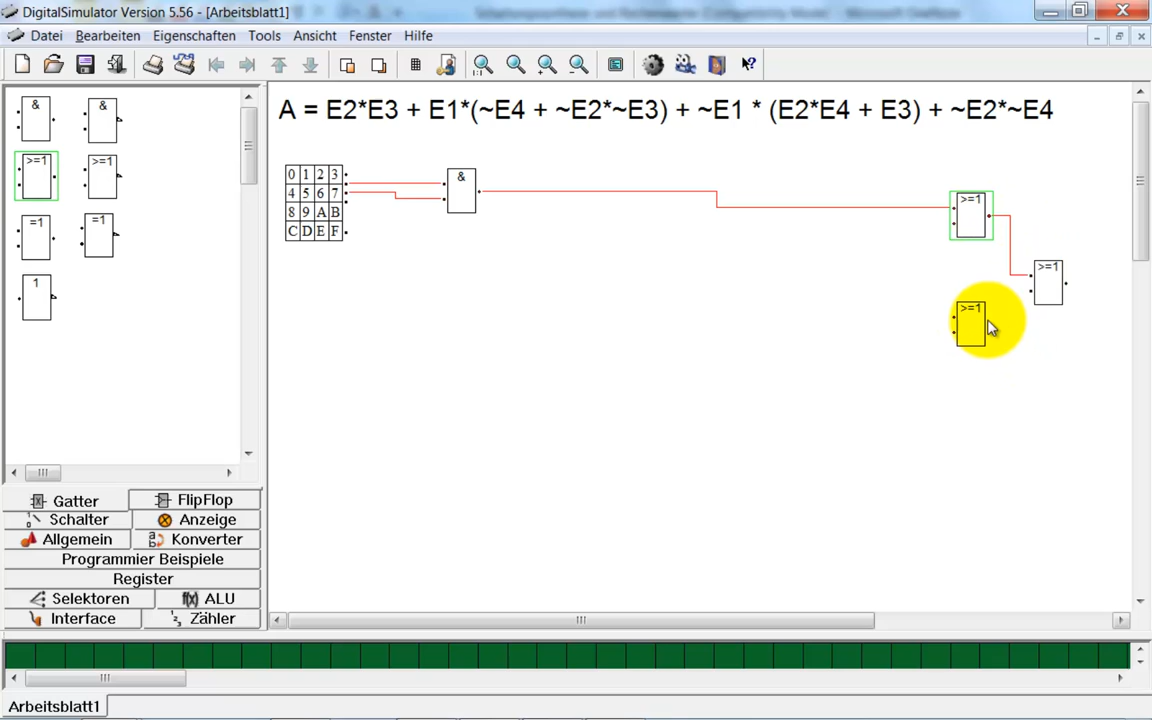 DigitalSimulator Version 5.56 - [Arbeitsblatt1]
Datei Bearbeiten Eigenschaften Tools Ansicht Fenster Hilfe
A = E2*E3 + E1*(~E4 + ~E2*~E3) + ~E1 * (E2*E4 + E3) + ~E2*~E4
& &
>=1 >=1
=1 =1
1
0 1 2 3
4 5 6 7
8 9 A B
C D E F
&
>=1
>=1
>=1
Gatter FlipFlop
Schalter Anzeige
Allgemein Konverter
Programmier Beispiele
Register
Selektoren f(x) ALU
Interface Zähler
Arbeitsblatt1